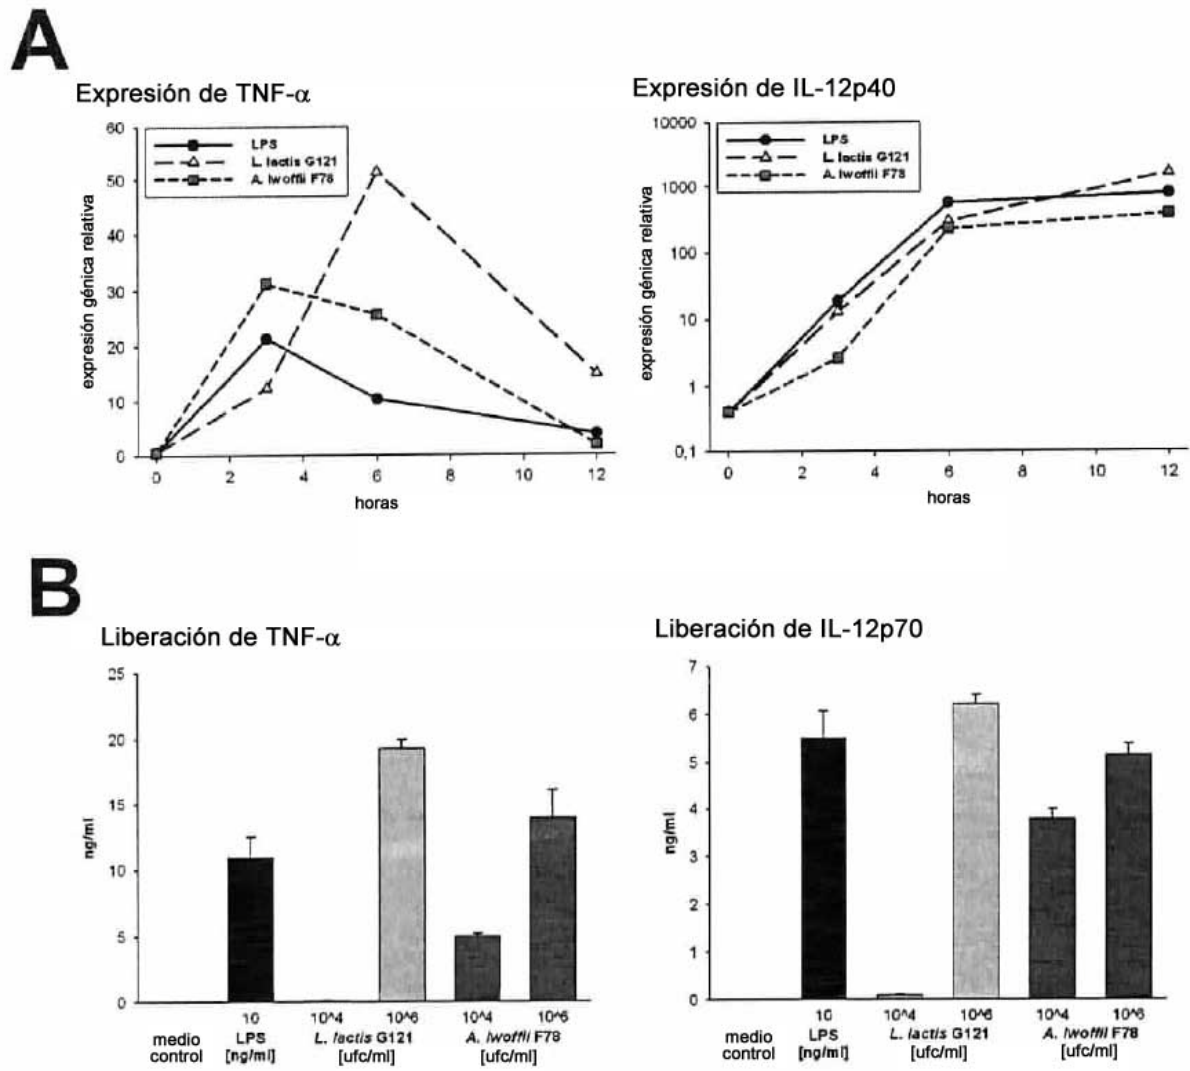 A
Expresión de TNF-α
60
50
40
30
20
10
0
expresión génica relativa
LPS
L. lactis G121
A. lwoffii F78
0 2 4 6 8 10 12
horas
Expresión de IL-12p40
10000
1000
100
10
1
0,1
expresión génica relativa
LPS
L. lactis G121
A. lwoffii F78
0 2 4 6 8 10 12
horas
B
Liberación de TNF-α
25
20
15
10
5
0
ng/ml
10 10^4 10^6 10^4 10^6
medio LPS L. lactis G121 A. lwoffii F78
control [ng/ml] [ufc/ml] [ufc/ml]
Liberación de IL-12p70
7
6
5
4
3
2
1
0
ng/ml
10 10^4 10^6 10^4 10^6
medio LPS L. lactis G121 A. lwoffii F78
control [ng/ml] [ufc/ml] [ufc/ml]